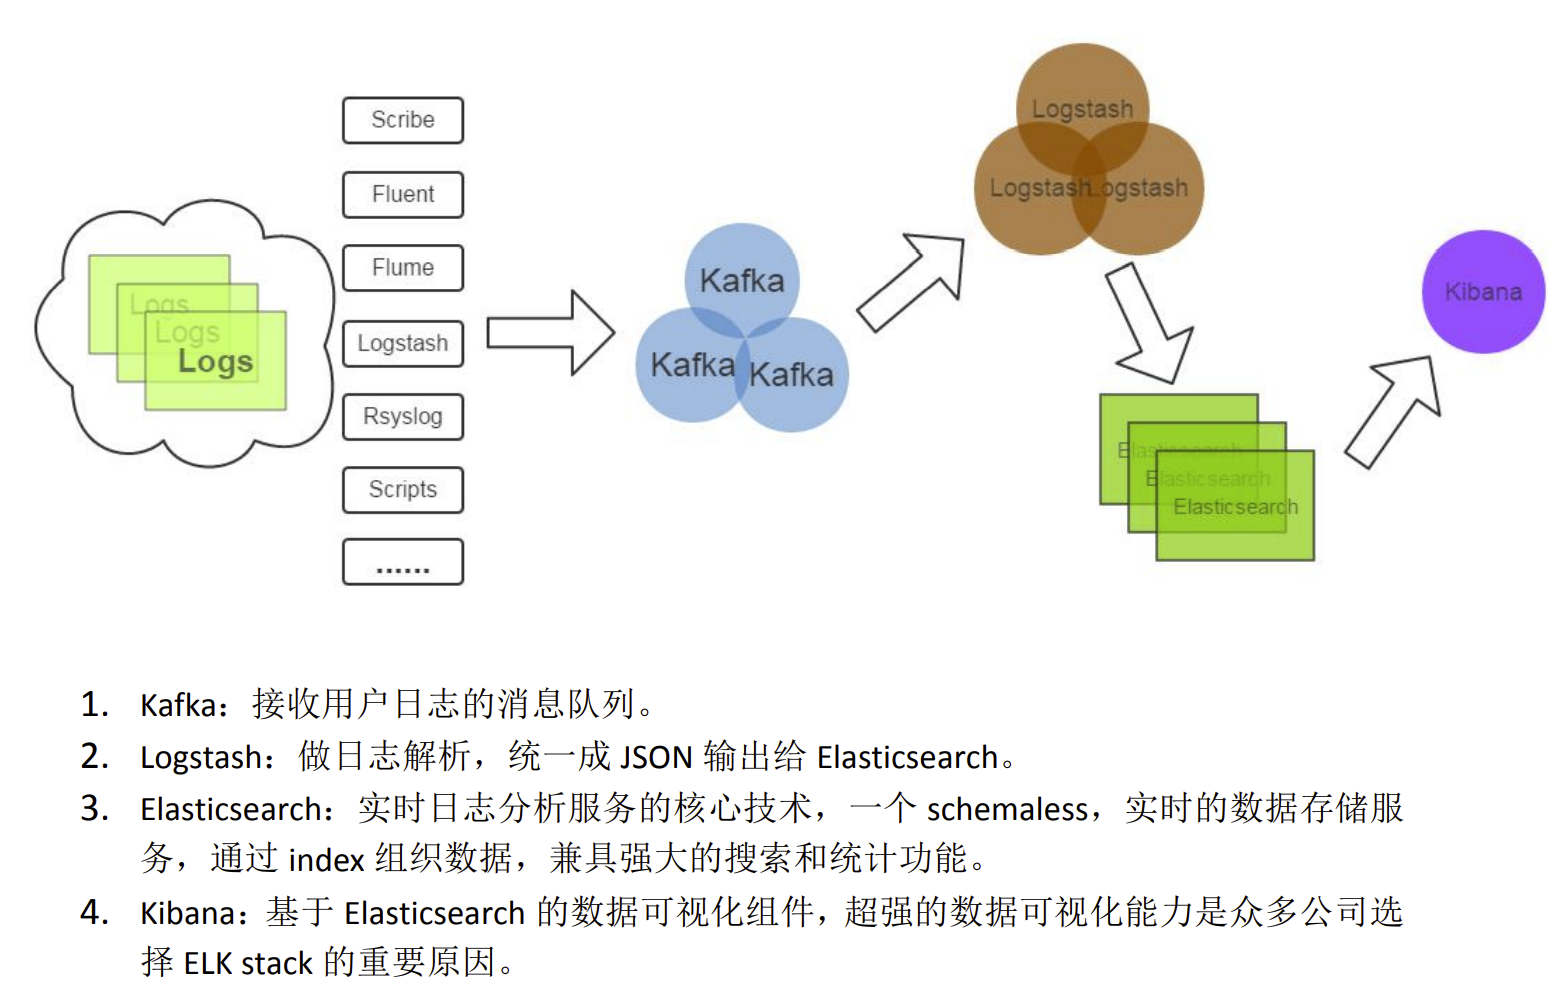 Scribe
Fluent
Flume
Logstash
Rsyslog
Scripts
......
Logs
Logs
Logs
Kafka
Kafka
Kafka
Logstash
Logstash
Logstash
Elasticsearch
Elasticsearch
Elasticsearch
Kibana
1. Kafka：接收用户日志的消息队列。
2. Logstash：做日志解析，统一成 JSON 输出给 Elasticsearch。
3. Elasticsearch：实时日志分析服务的核心技术，一个 schemaless，实时的数据存储服
务，通过 index 组织数据，兼具强大的搜索和统计功能。
4. Kibana：基于 Elasticsearch 的数据可视化组件，超强的数据可视化能力是众多公司选
择 ELK stack 的重要原因。